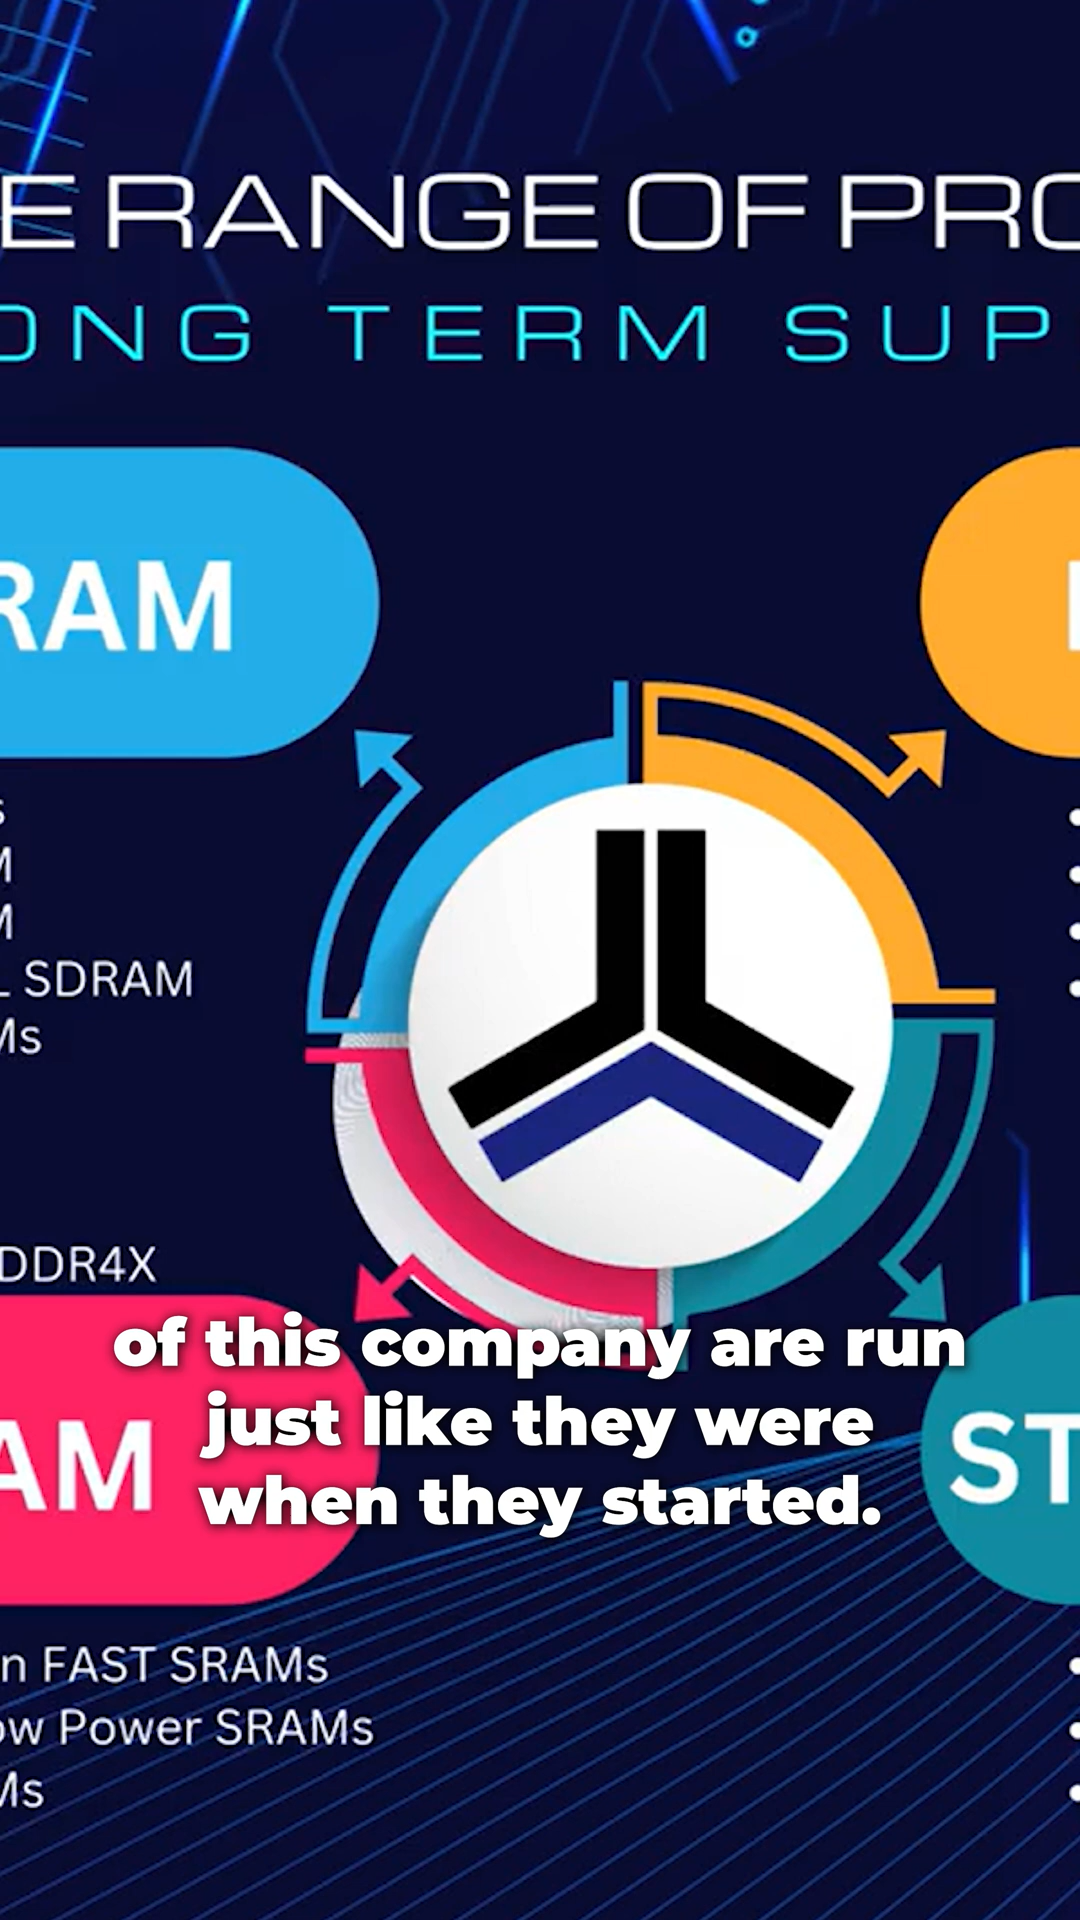 E RANGE OF PRO
ONG TERM SUP
RAM
s
M
M
L SDRAM
Ms
DDR4X
of this company are run
just like they were
when they started.
AM
ST
n FAST SRAMs
ow Power SRAMs
Ms